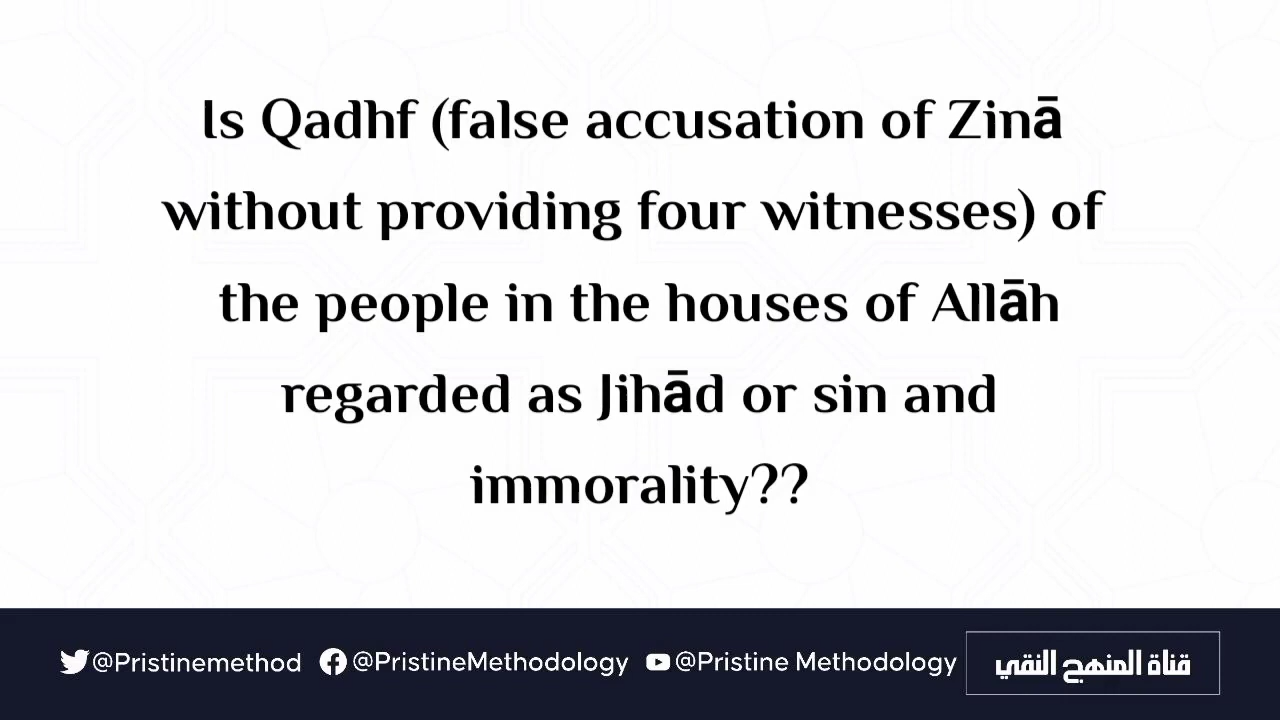 Is Qadhf (false accusation of Zinā
without providing four witnesses) of
the people in the houses of Allāh
regarded as Jihād or sin and
immorality??
@Pristinemethod @PristineMethodology @Pristine Methodology قناة المنهج النقي